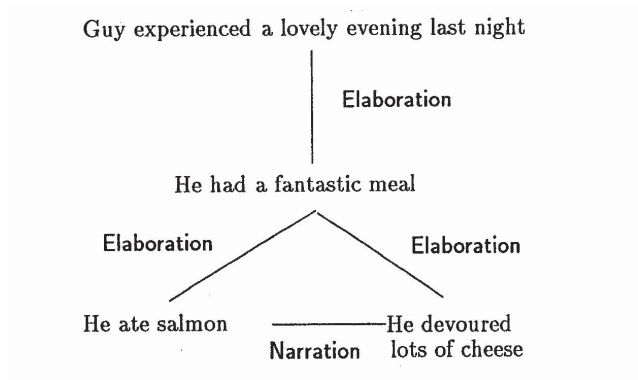 Guy experienced a lovely evening last night
Elaboration
He had a fantastic meal
Elaboration
Elaboration
He ate salmon
He devoured
Narration
lots of cheese